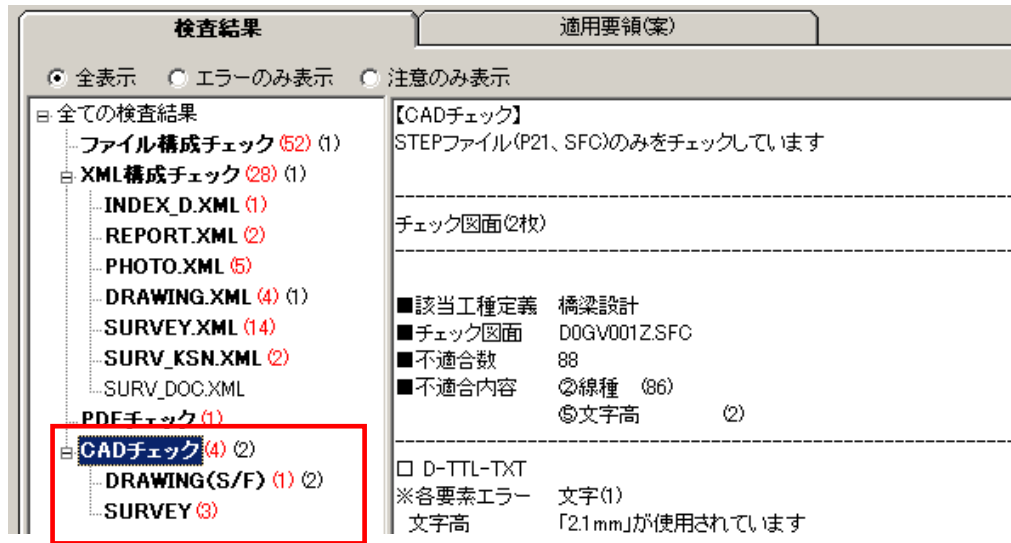 検査結果
適用要領(案)
全表示 エラーのみ表示 注意のみ表示
全ての検査結果
ファイル構成チェック (52) (1)
XML構成チェック (28) (1)
INDEX_D.XML (1)
REPORT.XML (2)
PHOTO.XML (5)
DRAWING.XML (4) (1)
SURVEY.XML (14)
SURV_KSN.XML (2)
SURV_DOC.XML
PDFチェック (1)
CADチェック (4) (2)
DRAWING(S/F) (1) (2)
SURVEY (3)
【CADチェック】
STEPファイル(P21、SFC)のみをチェックしています
チェック図面(2枚)
■該当工種定義 橋梁設計
■チェック図面 D0GV001Z.SFC
■不適合数 88
■不適合内容 ②線種 (86)
⑤文字高 (2)
□ D-TTL-TXT
※各要素エラー 文字(1)
文字高 「2.1mm」が使用されています